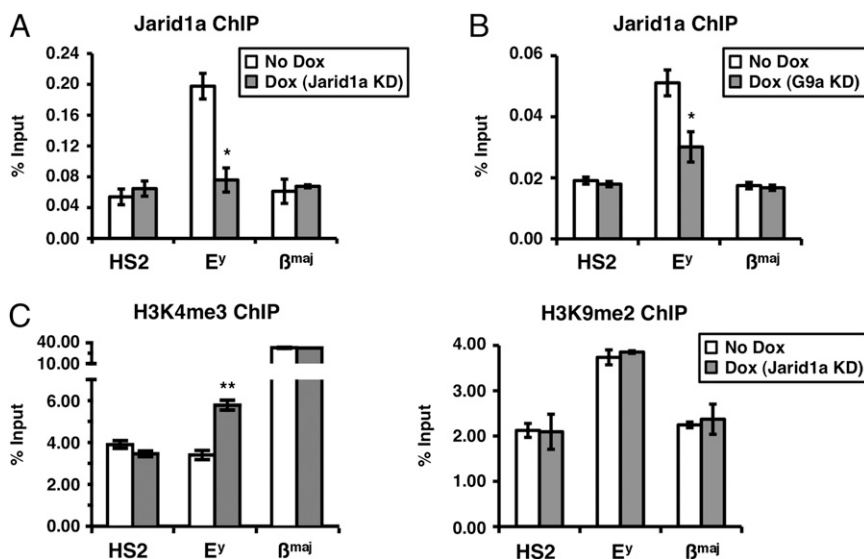 A
Jarid1a ChIP
No Dox
Dox (Jarid1a KD)
% Input
0.24
0.20
0.16
0.12
0.08
0.04
0.00
*
HS2
Eʸ
ßᵐᵃʲ
B
Jarid1a ChIP
No Dox
Dox (G9a KD)
% Input
0.06
0.04
0.02
0.00
*
HS2
Eʸ
ßᵐᵃʲ
C
H3K4me3 ChIP
% Input
40.00
10.00
6.00
4.00
2.00
0.00
**
HS2
Eʸ
ßᵐᵃʲ
H3K9me2 ChIP
No Dox
Dox (Jarid1a KD)
% Input
4.00
3.00
2.00
1.00
0.00
HS2
Eʸ
ßᵐᵃʲ